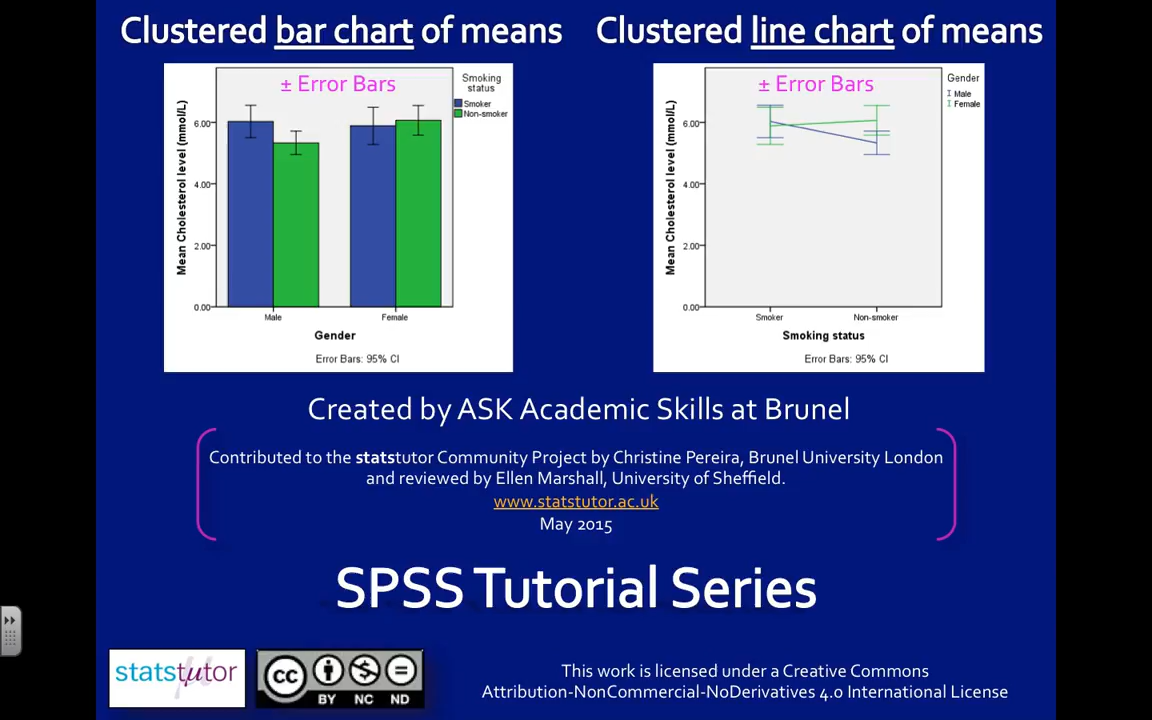 Clustered bar chart of means
± Error Bars
Smoking
status
Smoker
Non-smoker
Mean Cholesterol level (mmol/L)
6.00
4.00
2.00
0.00
Male
Female
Gender
Error Bars: 95% CI
Clustered line chart of means
± Error Bars
Gender
Male
Female
Mean Cholesterol level (mmol/L)
6.00
4.00
2.00
0.00
Smoker
Non-smoker
Smoking status
Error Bars: 95% CI
Created by ASK Academic Skills at Brunel
Contributed to the statstutor Community Project by Christine Pereira, Brunel University London
and reviewed by Ellen Marshall, University of Sheffield.
www.statstutor.ac.uk
May 2015
SPSS Tutorial Series
statstutor
cc
BY NC ND
This work is licensed under a Creative Commons
Attribution-NonCommercial-NoDerivatives 4.0 International License